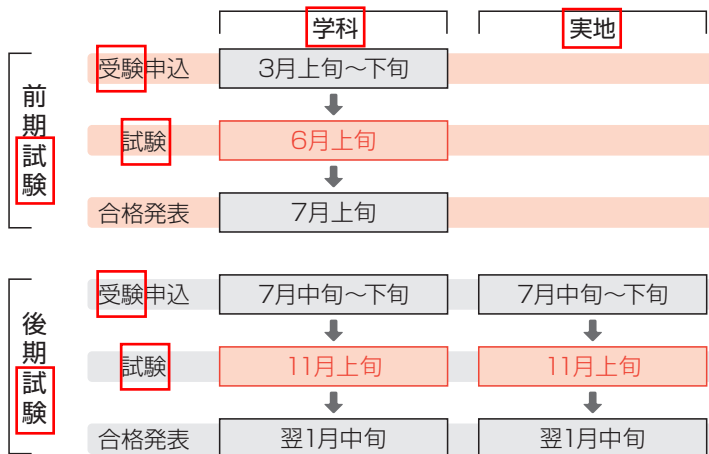 学科 実地
前期試験
受験申込 3月上旬～下旬
試験 6月上旬
合格発表 7月上旬
後期試験
受験申込 7月中旬～下旬 7月中旬～下旬
試験 11月上旬 11月上旬
合格発表 翌1月中旬 翌1月中旬